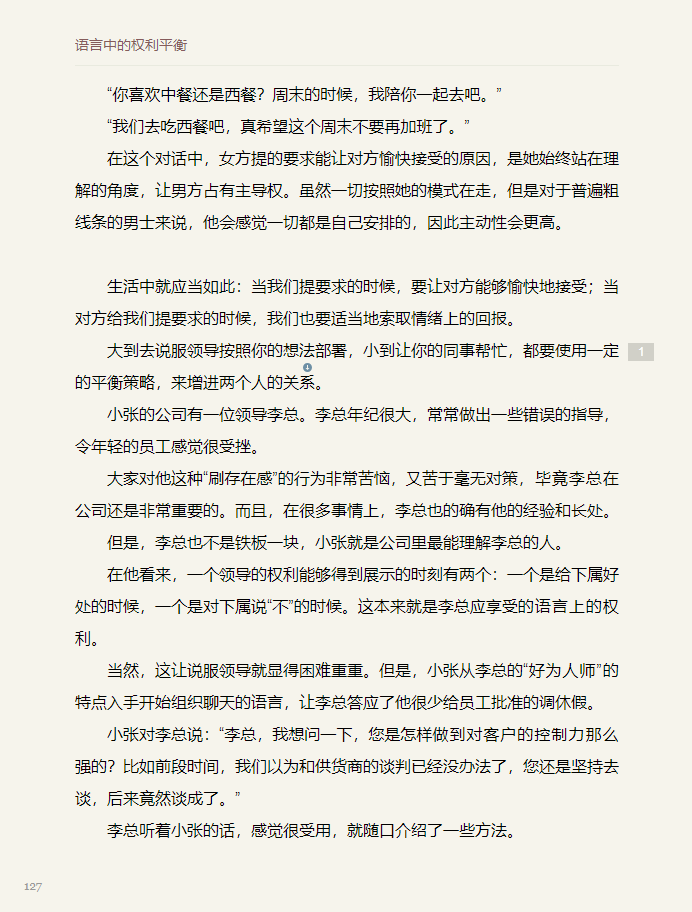 语言中的权利平衡
“你喜欢中餐还是西餐？周末的时候，我陪你一起去吧。”
“我们去吃西餐吧，真希望这个周末不要再加班了。”
在这个对话中，女方提的要求能让对方愉快接受的原因，是她始终站在理
解的角度，让男方占有主导权。虽然一切按照她的模式在走，但是对于普遍粗
线条的男士来说，他会感觉一切都是自己安排的，因此主动性会更高。
生活中就应当如此：当我们提要求的时候，要让对方能够愉快地接受；当
对方给我们提要求的时候，我们也要适当地索取情绪上的回报。
大到去说服领导按照你的想法部署，小到让你的同事帮忙，都要使用一定
1
的平衡策略，来增进两个人的关系。
小张的公司有一位领导李总。李总年纪很大，常常做出一些错误的指导，
令年轻的员工感觉很受挫。
大家对他这种“刷存在感”的行为非常苦恼，又苦于毫无对策，毕竟李总在
公司还是非常重要的。而且，在很多事情上，李总也的确有他的经验和长处。
但是，李总也不是铁板一块，小张就是公司里最能理解李总的人。
在他看来，一个领导的权利能够得到展示的时刻有两个：一个是给下属好
处的时候，一个是对下属说“不”的时候。这本来就是李总应享受的语言上的权
利。
当然，这让说服领导就显得困难重重。但是，小张从李总的“好为人师”的
特点入手开始组织聊天的语言，让李总答应了他很少给员工批准的调休假。
小张对李总说：“李总，我想问一下，您是怎样做到对客户的控制力那么
强的？比如前段时间，我们以为和供货商的谈判已经没办法了，您还是坚持去
谈，后来竟然谈成了。”
李总听着小张的话，感觉很受用，就随口介绍了一些方法。
127